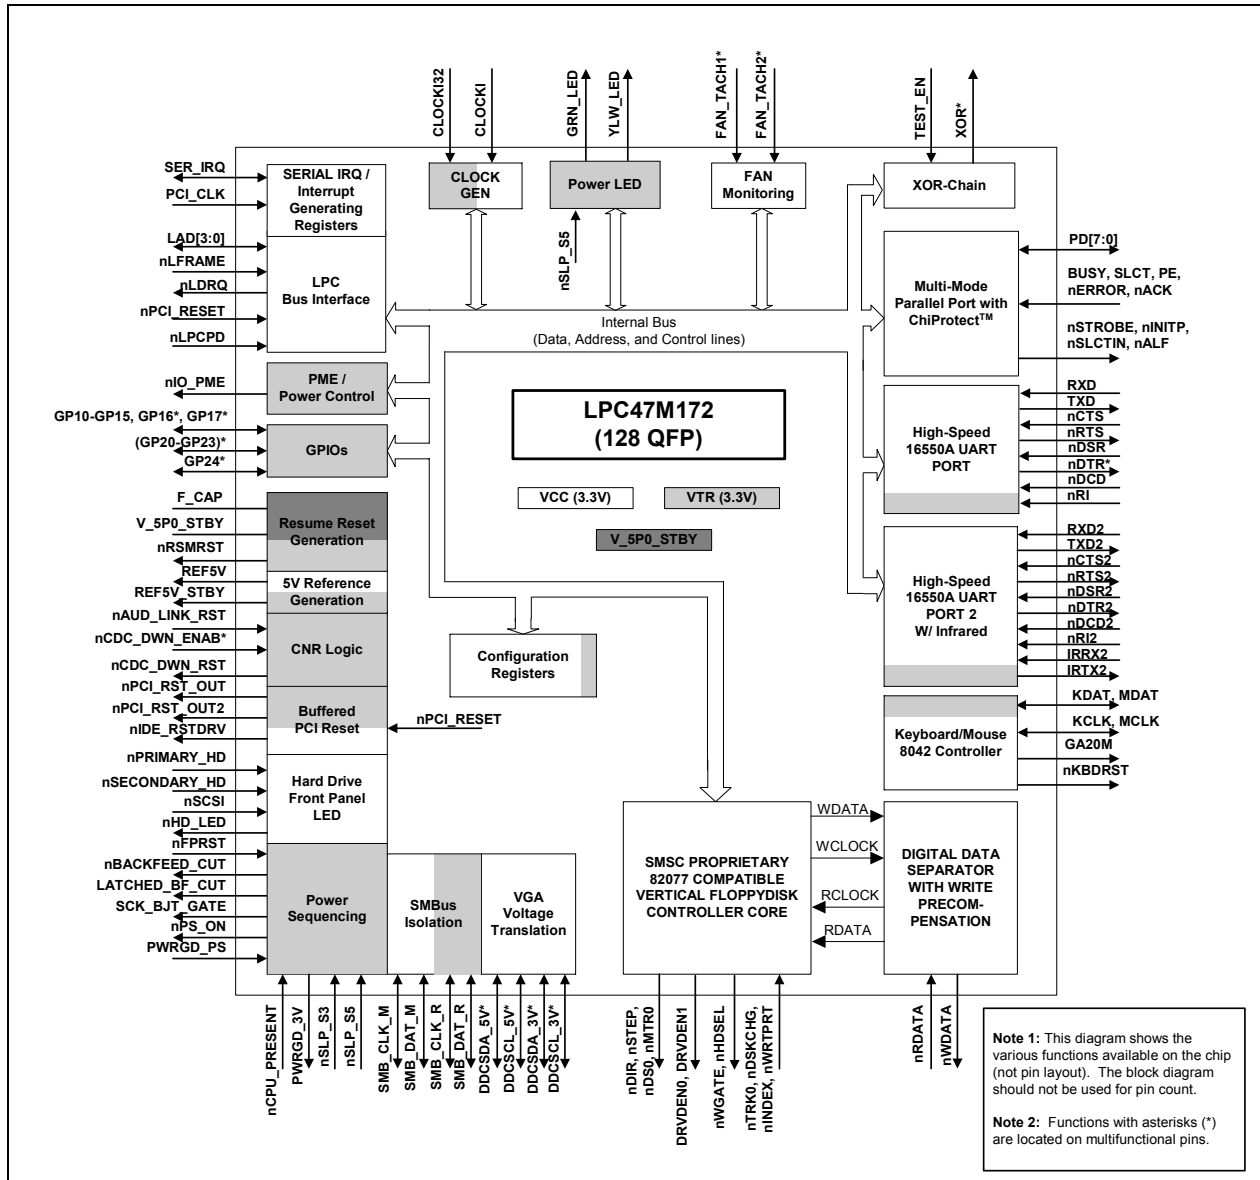 CLOCKI32
CLOCKI
GRN_LED
YLW_LED
FAN_TACH1*
FAN_TACH2*
TEST_EN
XOR*
SER_IRQ
PCI_CLK
SERIAL IRQ /
Interrupt
Generating
Registers
CLOCK
GEN
Power LED
nSLP_S5
FAN
Monitoring
XOR-Chain
LAD[3:0]
nLFRAME
nLDRQ
nPCI_RESET
nLPCPD
LPC
Bus Interface
Internal Bus
(Data, Address, and Control lines)
Multi-Mode
Parallel Port with
ChiProtect™
PD[7:0]
BUSY, SLCT, PE,
nERROR, nACK
nSTROBE, nINITP,
nSLCTIN, nALF
nIO_PME
PME /
Power Control
GP10-GP15, GP16*, GP17*
(GP20-GP23)*
GP24*
GPIOs
LPC47M172
(128 QFP)
VCC (3.3V)
VTR (3.3V)
V_5P0_STBY
High-Speed
16550A UART
PORT
RXD
TXD
nCTS
nRTS
nDSR
nDTR*
nDCD
nRI
F_CAP
V_5P0_STBY
nRSMRST
Resume Reset
Generation
REF5V
REF5V_STBY
5V Reference
Generation
High-Speed
16550A UART
PORT 2
W/ Infrared
RXD2
TXD2
nCTS2
nRTS2
nDSR2
nDTR2
nDCD2
nRI2
IRRX2
IRTX2
nAUD_LINK_RST
nCDC_DWN_ENAB*
nCDC_DWN_RST
CNR Logic
Configuration
Registers
nPCI_RST_OUT
nPCI_RST_OUT2
nIDE_RSTDRV
Buffered
PCI Reset
nPCI_RESET
Keyboard/Mouse
8042 Controller
KDAT, MDAT
KCLK, MCLK
GA20M
nKBDRST
nPRIMARY_HD
nSECONDARY_HD
nSCSI
nHD_LED
Hard Drive
Front Panel
LED
nFPRST
nBACKFEED_CUT
LATCHED_BF_CUT
SCK_BJT_GATE
nPS_ON
PWRGD_PS
Power
Sequencing
SMBus
Isolation
VGA
Voltage
Translation
SMSC PROPRIETARY
82077 COMPATIBLE
VERTICAL FLOPPYDISK
CONTROLLER CORE
WDATA
WCLOCK
RCLOCK
RDATA
DIGITAL DATA
SEPARATOR
WITH WRITE
PRECOM-
PENSATION
nCPU_PRESENT
PWRGD_3V
nSLP_S3
nSLP_S5
SMB_CLK_M
SMB_DAT_M
SMB_CLK_R
SMB_DAT_R
DDCSDA_5V*
DDCSCL_5V*
DDCSDA_3V*
DDCSCL_3V*
nDIR, nSTEP,
nDS0, nMTR0
DRVDEN0, DRVDEN1
nWGATE, nHDSEL
nTRK0, nDSKCHG,
nINDEX, nWRTPRT
nRDATA
nWDATA
Note 1: This diagram shows the
various functions available on the chip
(not pin layout). The block diagram
should not be used for pin count.
Note 2: Functions with asterisks (*)
are located on multifunctional pins.